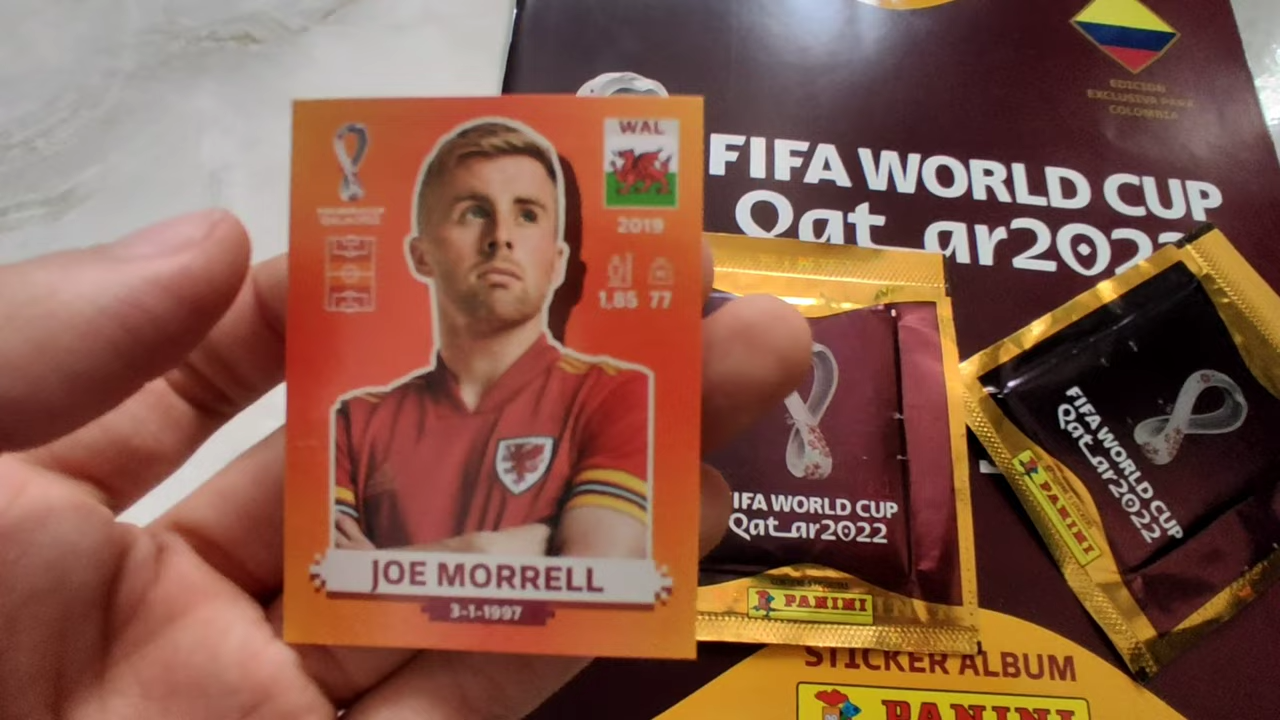 WAL
2019
1,85 77
JOE MORRELL
3-1-1997
EDICIÓN
EXCLUSIVA PARA
COLOMBIA
FIFA WORLD CUP
Qatar2022
FIFA WORLD CUP
Qatar2022
PANINI
FIFA WORLD CUP
Qatar2022
PANINI
STICKER ALBUM
PANINI